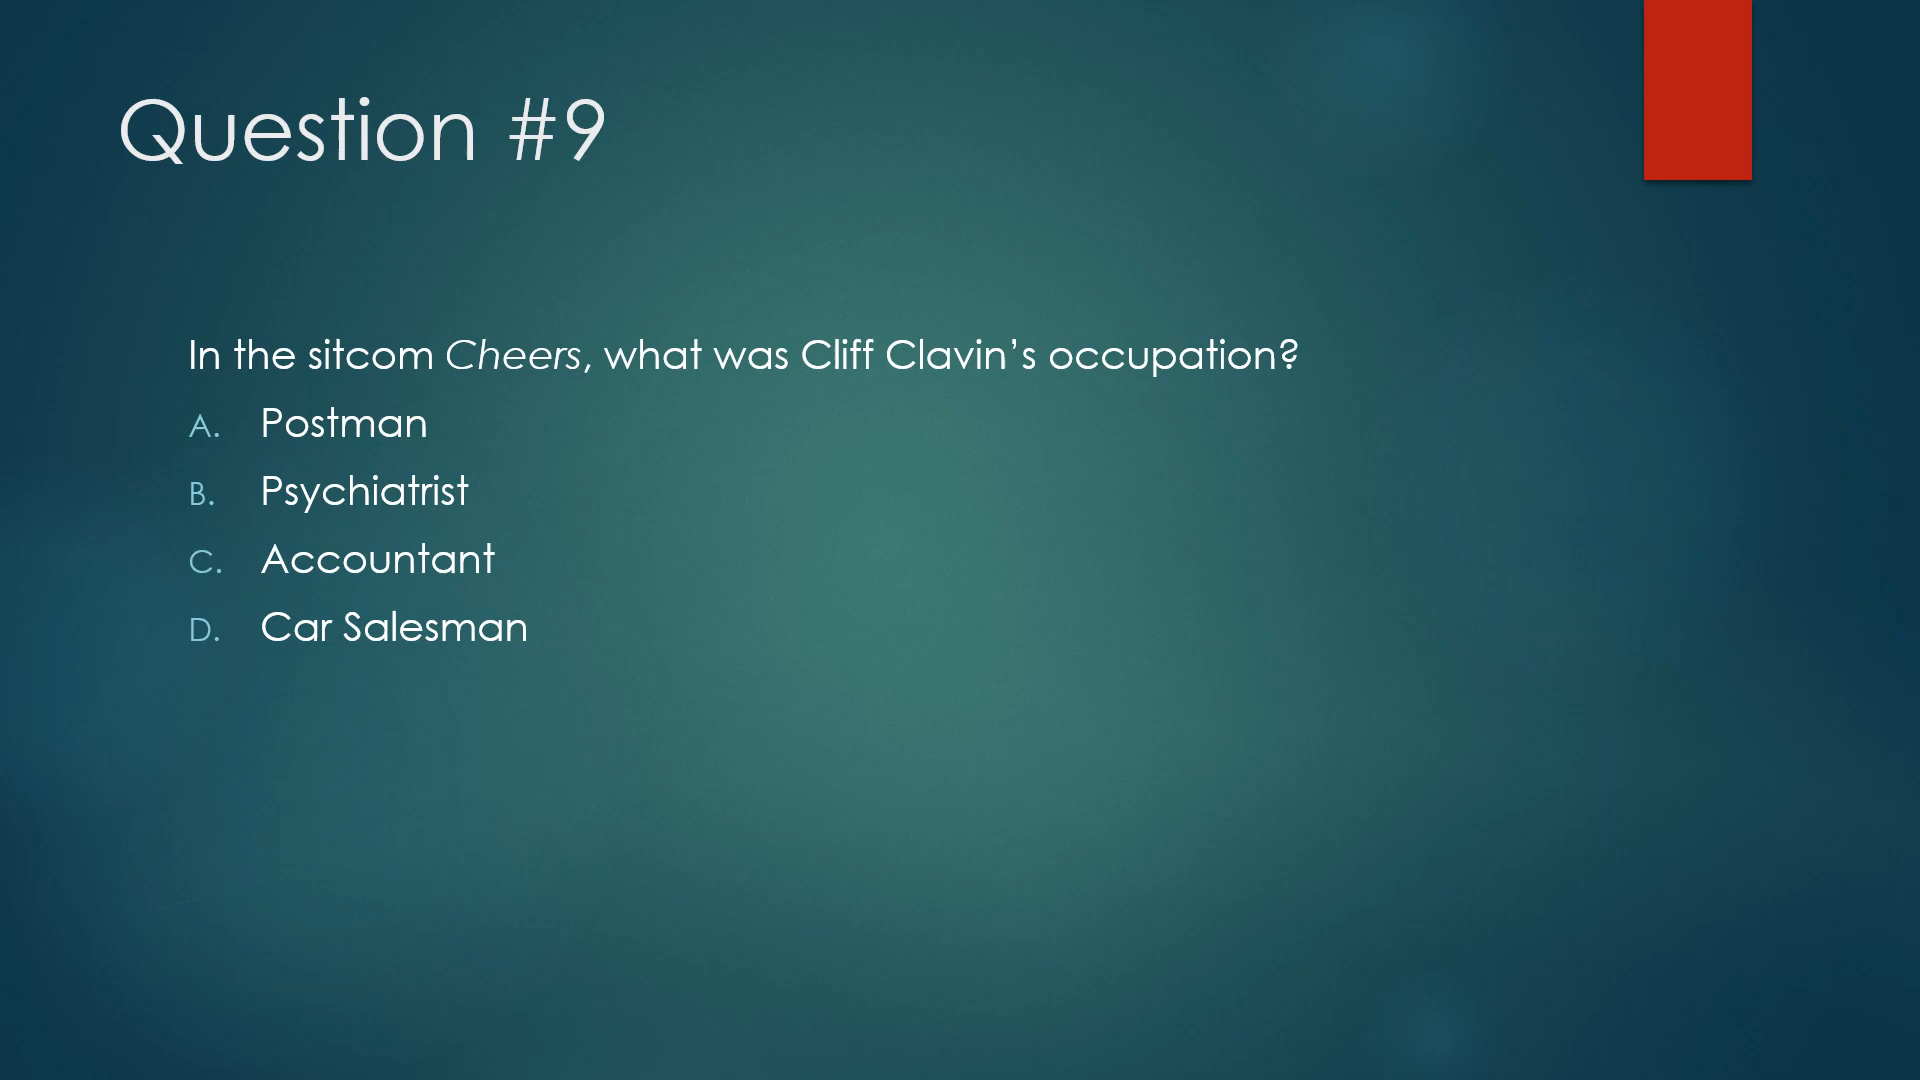 Question #9
In the sitcom Cheers, what was Cliff Clavin’s occupation?
A. Postman
B. Psychiatrist
C. Accountant
D. Car Salesman